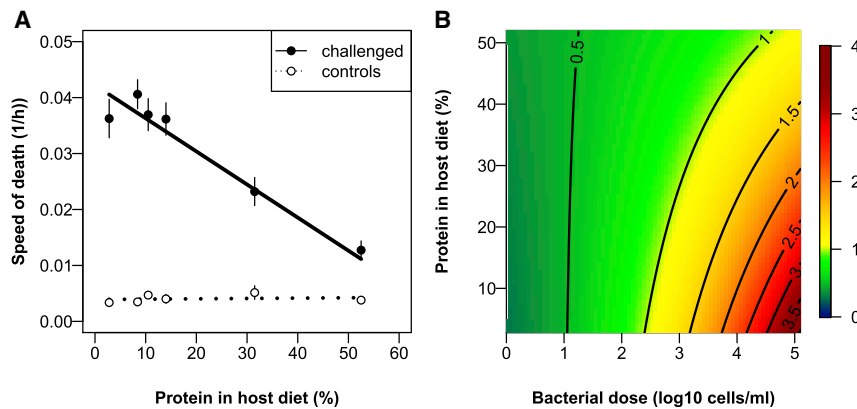 A
challenged
controls
0.05
0.04
0.03
0.02
0.01
0.00
Speed of death (1/h))
0 10 20 30 40 50 60
Protein in host diet (%)
B
50
40
30
20
10
Protein in host diet (%)
0.5
1
1.5
2
2.5
3
3.5
0 1 2 3 4 5
Bacterial dose (log10 cells/ml)
4
3
2
1
0